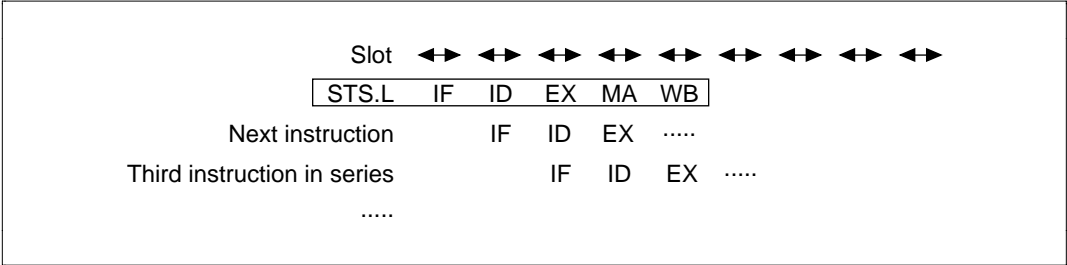 Slot
STS.L IF ID EX MA WB
Next instruction IF ID EX .....
Third instruction in series IF ID EX .....
.....